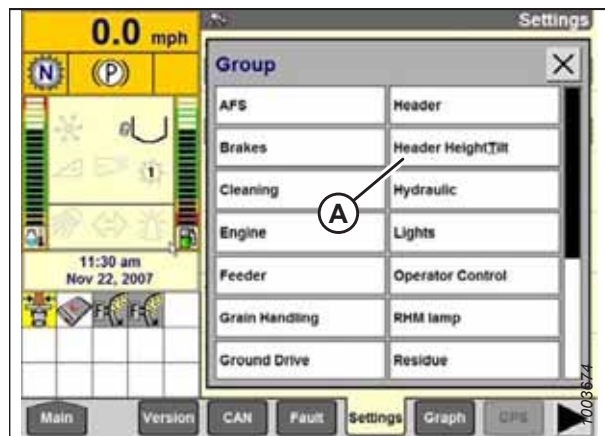 0.0 mph
Settings
N
(P)
Group
X
AFS
Header
Brakes
Header Height/Tilt
A
Cleaning
Hydraulic
1
Engine
Lights
11:30 am
Nov 22, 2007
Feeder
Operator Control
F
F
Grain Handling
RHM lamp
Ground Drive
Residue
Main
Version
CAN
Fault
Settings
Graph
GPS
1003674